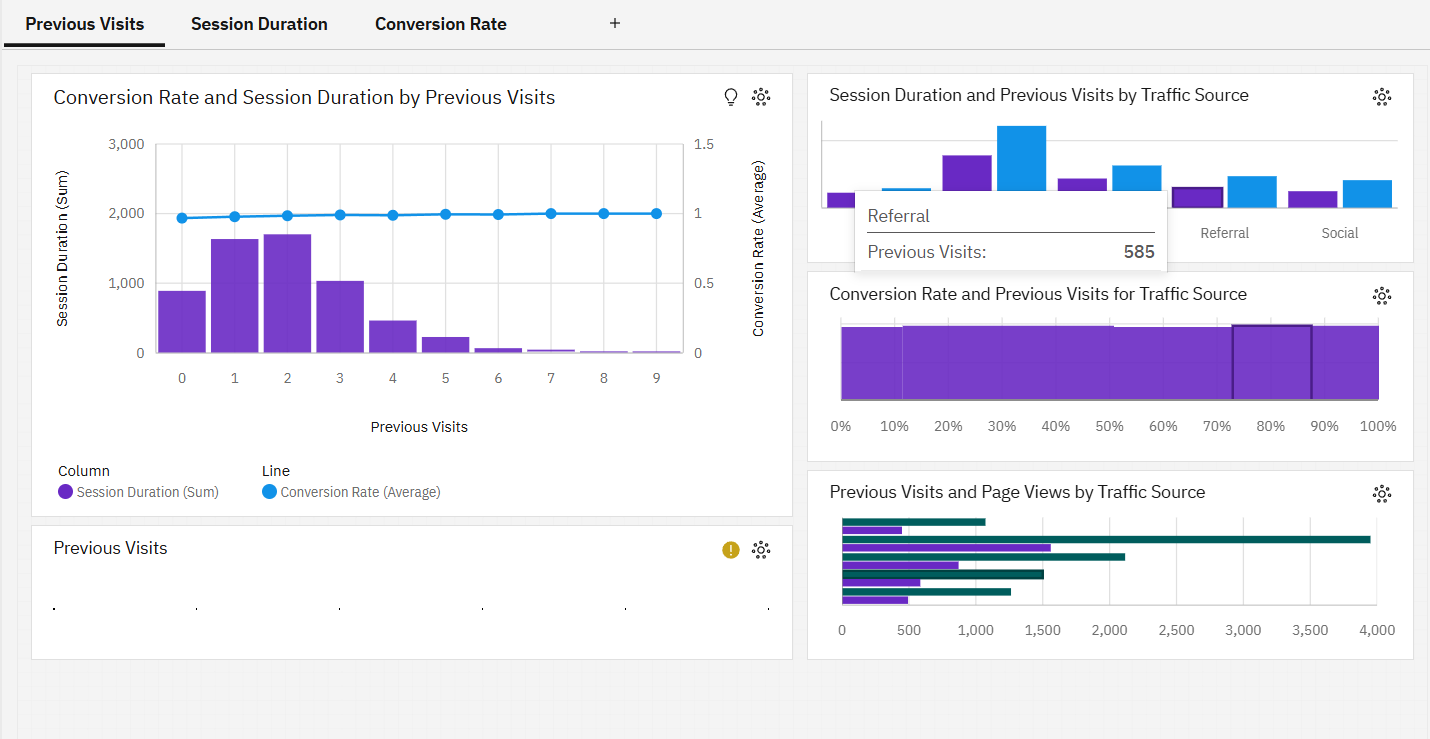 Previous Visits
Session Duration
Conversion Rate
+
Conversion Rate and Session Duration by Previous Visits
3,000
2,000
1,000
0
Session Duration (Sum)
1.5
1
0.5
0
Conversion Rate (Average)
0 1 2 3 4 5 6 7 8 9
Previous Visits
Column
Session Duration (Sum)
Line
Conversion Rate (Average)
Previous Visits
Session Duration and Previous Visits by Traffic Source
Referral
Previous Visits: 585
Referral Social
Conversion Rate and Previous Visits for Traffic Source
0% 10% 20% 30% 40% 50% 60% 70% 80% 90% 100%
Previous Visits and Page Views by Traffic Source
0 500 1,000 1,500 2,000 2,500 3,000 3,500 4,000